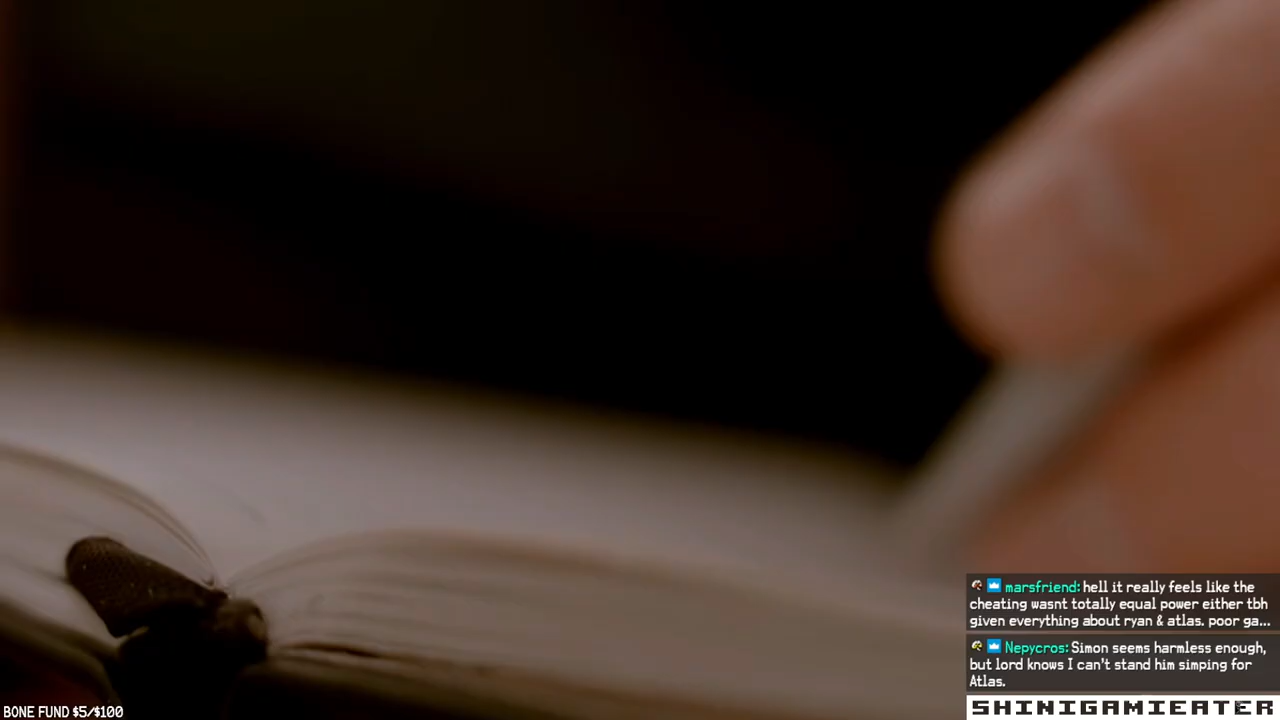 marsfriend: hell it really feels like the
cheating wasnt totally equal power either tbh
given everything about ryan & atlas. poor ga...
Nepycros: Simon seems harmless enough,
but lord knows I can't stand him simping for
Atlas.
BONE FUND $5/$100
SHINIGAMIEATER